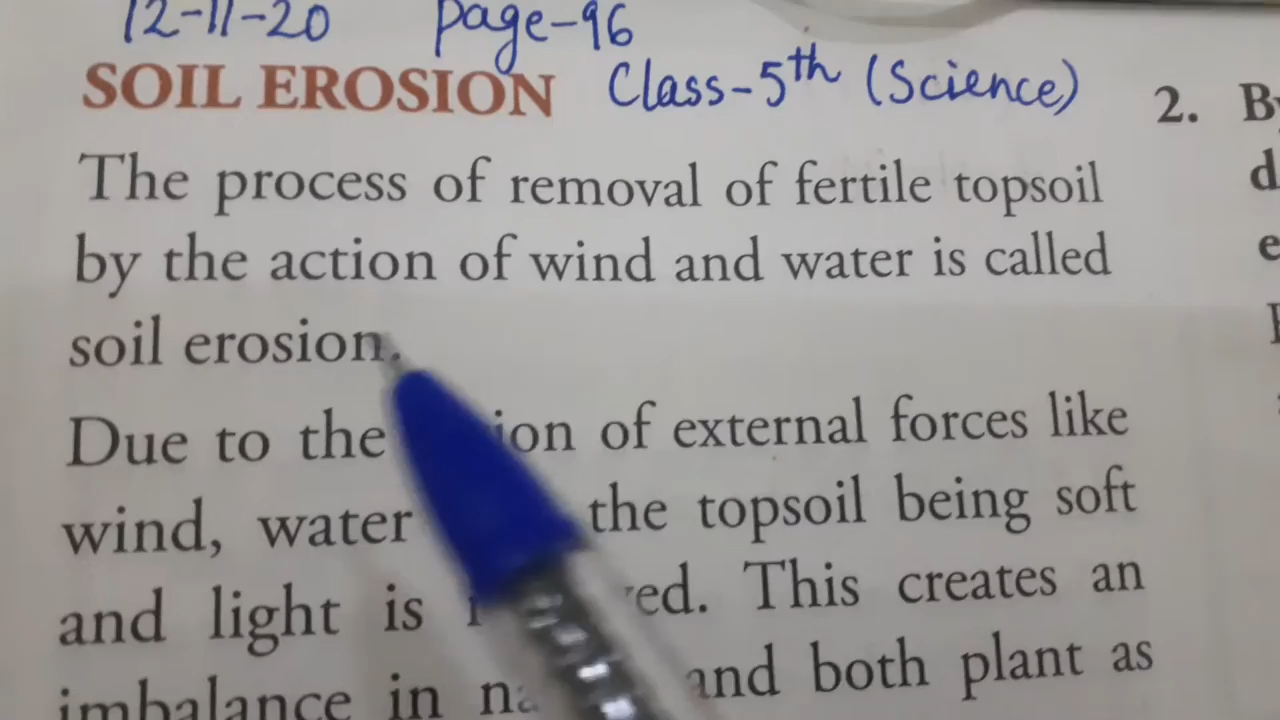 12-11-20 page-96
SOIL EROSION Class-5th (Science)
The process of removal of fertile topsoil
by the action of wind and water is called
soil erosion.
Due to the of external forces like
wind, water the topsoil being soft
and light is This creates an
imbalance in and both plant as
2.